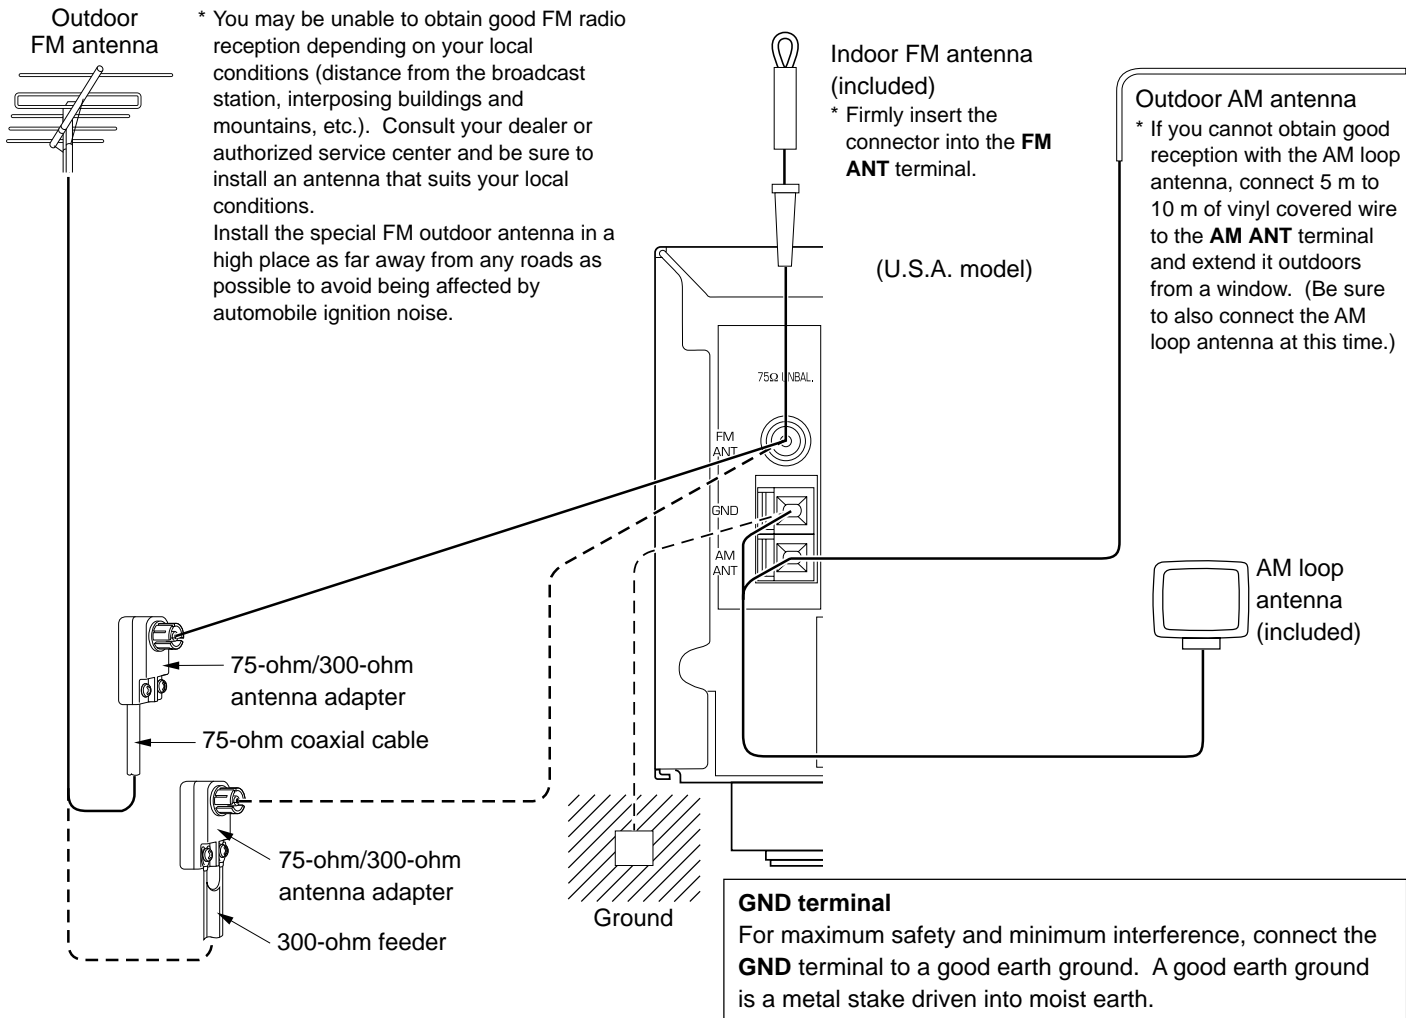 Outdoor
FM antenna
* You may be unable to obtain good FM radio
reception depending on your local
conditions (distance from the broadcast
station, interposing buildings and
mountains, etc.).  Consult your dealer or
authorized service center and be sure to
install an antenna that suits your local
conditions.
Install the special FM outdoor antenna in a
high place as far away from any roads as
possible to avoid being affected by
automobile ignition noise.
Indoor FM antenna
(included)
* Firmly insert the
connector into the FM
ANT terminal.
(U.S.A. model)
Outdoor AM antenna
* If you cannot obtain good
reception with the AM loop
antenna, connect 5 m to
10 m of vinyl covered wire
to the AM ANT terminal
and extend it outdoors
from a window.  (Be sure
to also connect the AM
loop antenna at this time.)
75Ω UNBAL.
FM
ANT
GND
AM
ANT
AM loop
antenna
(included)
75-ohm/300-ohm
antenna adapter
75-ohm coaxial cable
75-ohm/300-ohm
antenna adapter
300-ohm feeder
Ground
GND terminal
For maximum safety and minimum interference, connect the
GND terminal to a good earth ground.  A good earth ground
is a metal stake driven into moist earth.